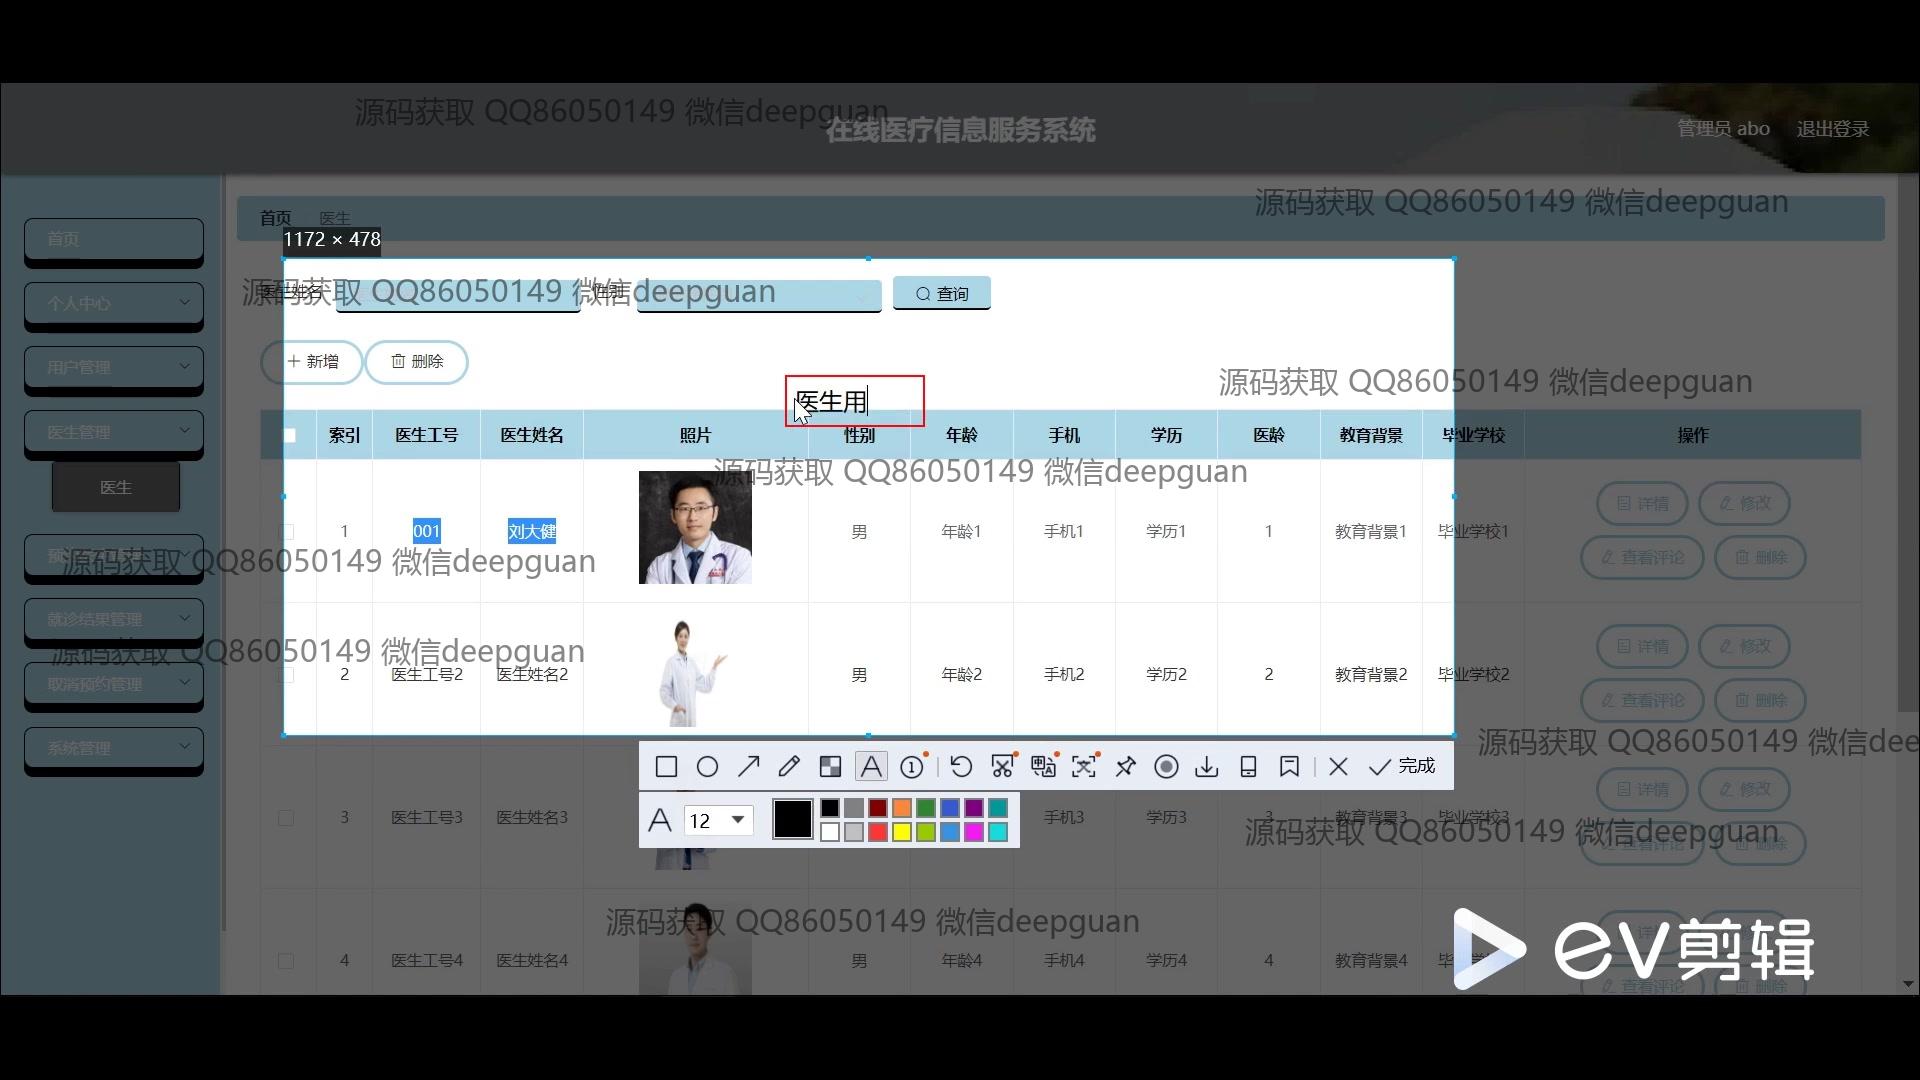 源码获取 QQ86050149 微信deepguan
在线医疗信息服务系统
管理员 abo
退出登录
源码获取 QQ86050149 微信deepguan
首页
医生
1172 × 478
首页
源码获取 QQ86050149 微信deepguan
医生姓名
性别
查询
个人中心
新增
删除
用户管理
源码获取 QQ86050149 微信deepguan
医生用
医生管理
索引 医生工号 医生姓名 照片 性别 年龄 手机 学历 医龄 教育背景 毕业学校 操作
源码获取 QQ86050149 微信deepguan
医生
1 001 刘大健 男 年龄1 手机1 学历1 1 教育背景1 毕业学校1
详情 修改
查看评论 删除
源码获取 QQ86050149 微信deepguan
就诊结果管理
源码获取 QQ86050149 微信deepguan
2 医生工号2 医生姓名2 男 年龄2 手机2 学历2 2 教育背景2 毕业学校2
详情 修改
查看评论 删除
取消预约管理
系统管理
源码获取 QQ86050149 微信dee
完成
12
3 医生工号3 医生姓名3 手机3 学历3 3 教育背景3 毕业学校3
详情 修改
查看评论 删除
源码获取 QQ86050149 微信deepguan
源码获取 QQ86050149 微信deepguan
4 医生工号4 医生姓名4 男 年龄4 手机4 学历4 4 教育背景4
查看评论 删除
EV剪辑